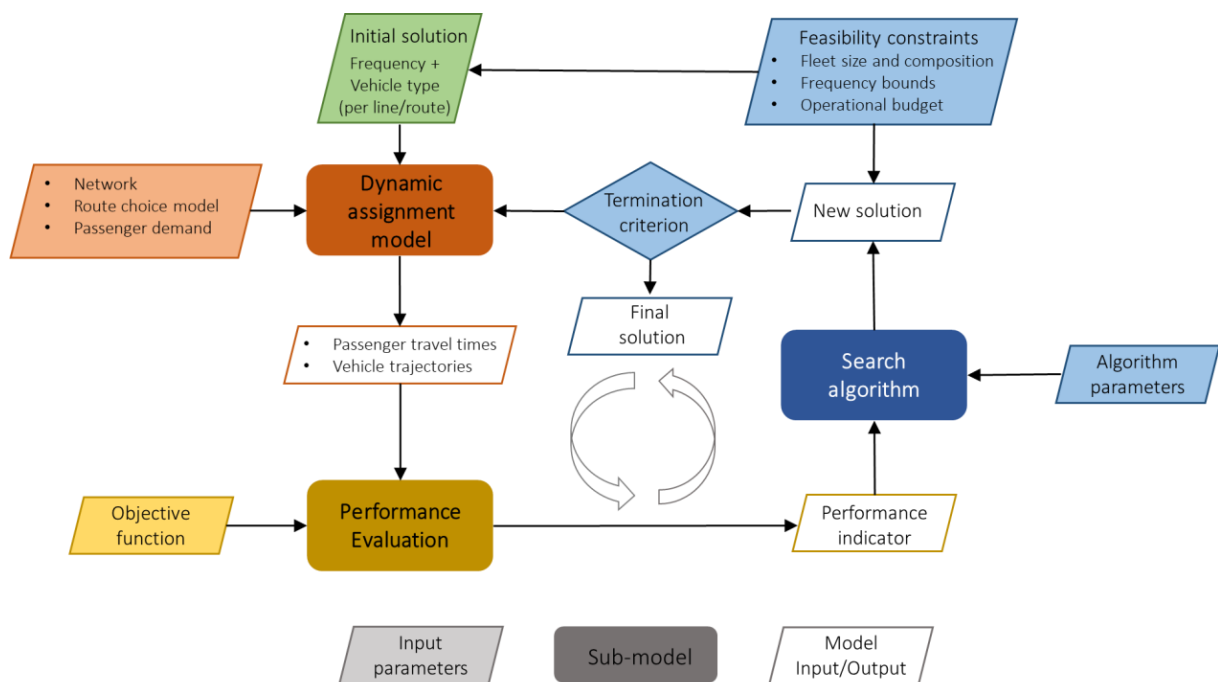 Initial solution
Frequency +
Vehicle type
(per line/route)
Feasibility constraints
• Fleet size and composition
• Frequency bounds
• Operational budget
• Network
• Route choice model
• Passenger demand
Dynamic
assignment
model
Termination
criterion
New solution
Final
solution
• Passenger travel times
• Vehicle trajectories
Search
algorithm
Algorithm
parameters
Objective
function
Performance
Evaluation
Performance
indicator
Input
parameters
Sub-model
Model
Input/Output